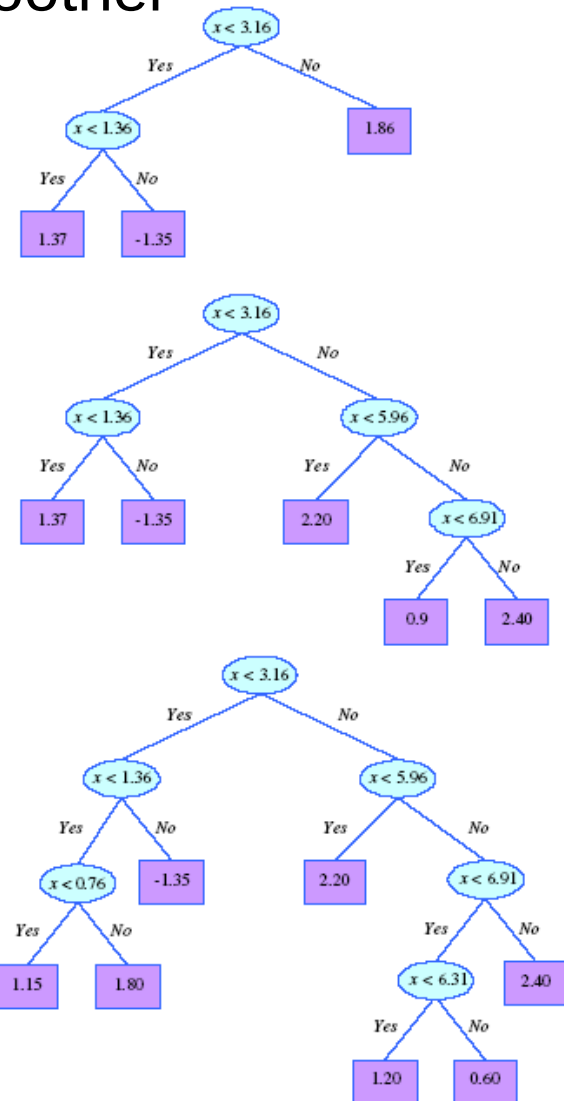 x < 3.16
Yes No
x < 1.36 1.86
Yes No
1.37 -1.35
x < 3.16
Yes No
x < 1.36 x < 5.96
Yes No Yes No
1.37 -1.35 2.20 x < 6.91
Yes No
0.9 2.40
x < 3.16
Yes No
x < 1.36 x < 5.96
Yes No Yes No
x < 0.76 -1.35 2.20 x < 6.91
Yes No Yes No
1.15 1.80 x < 6.31 2.40
Yes No
1.20 0.60